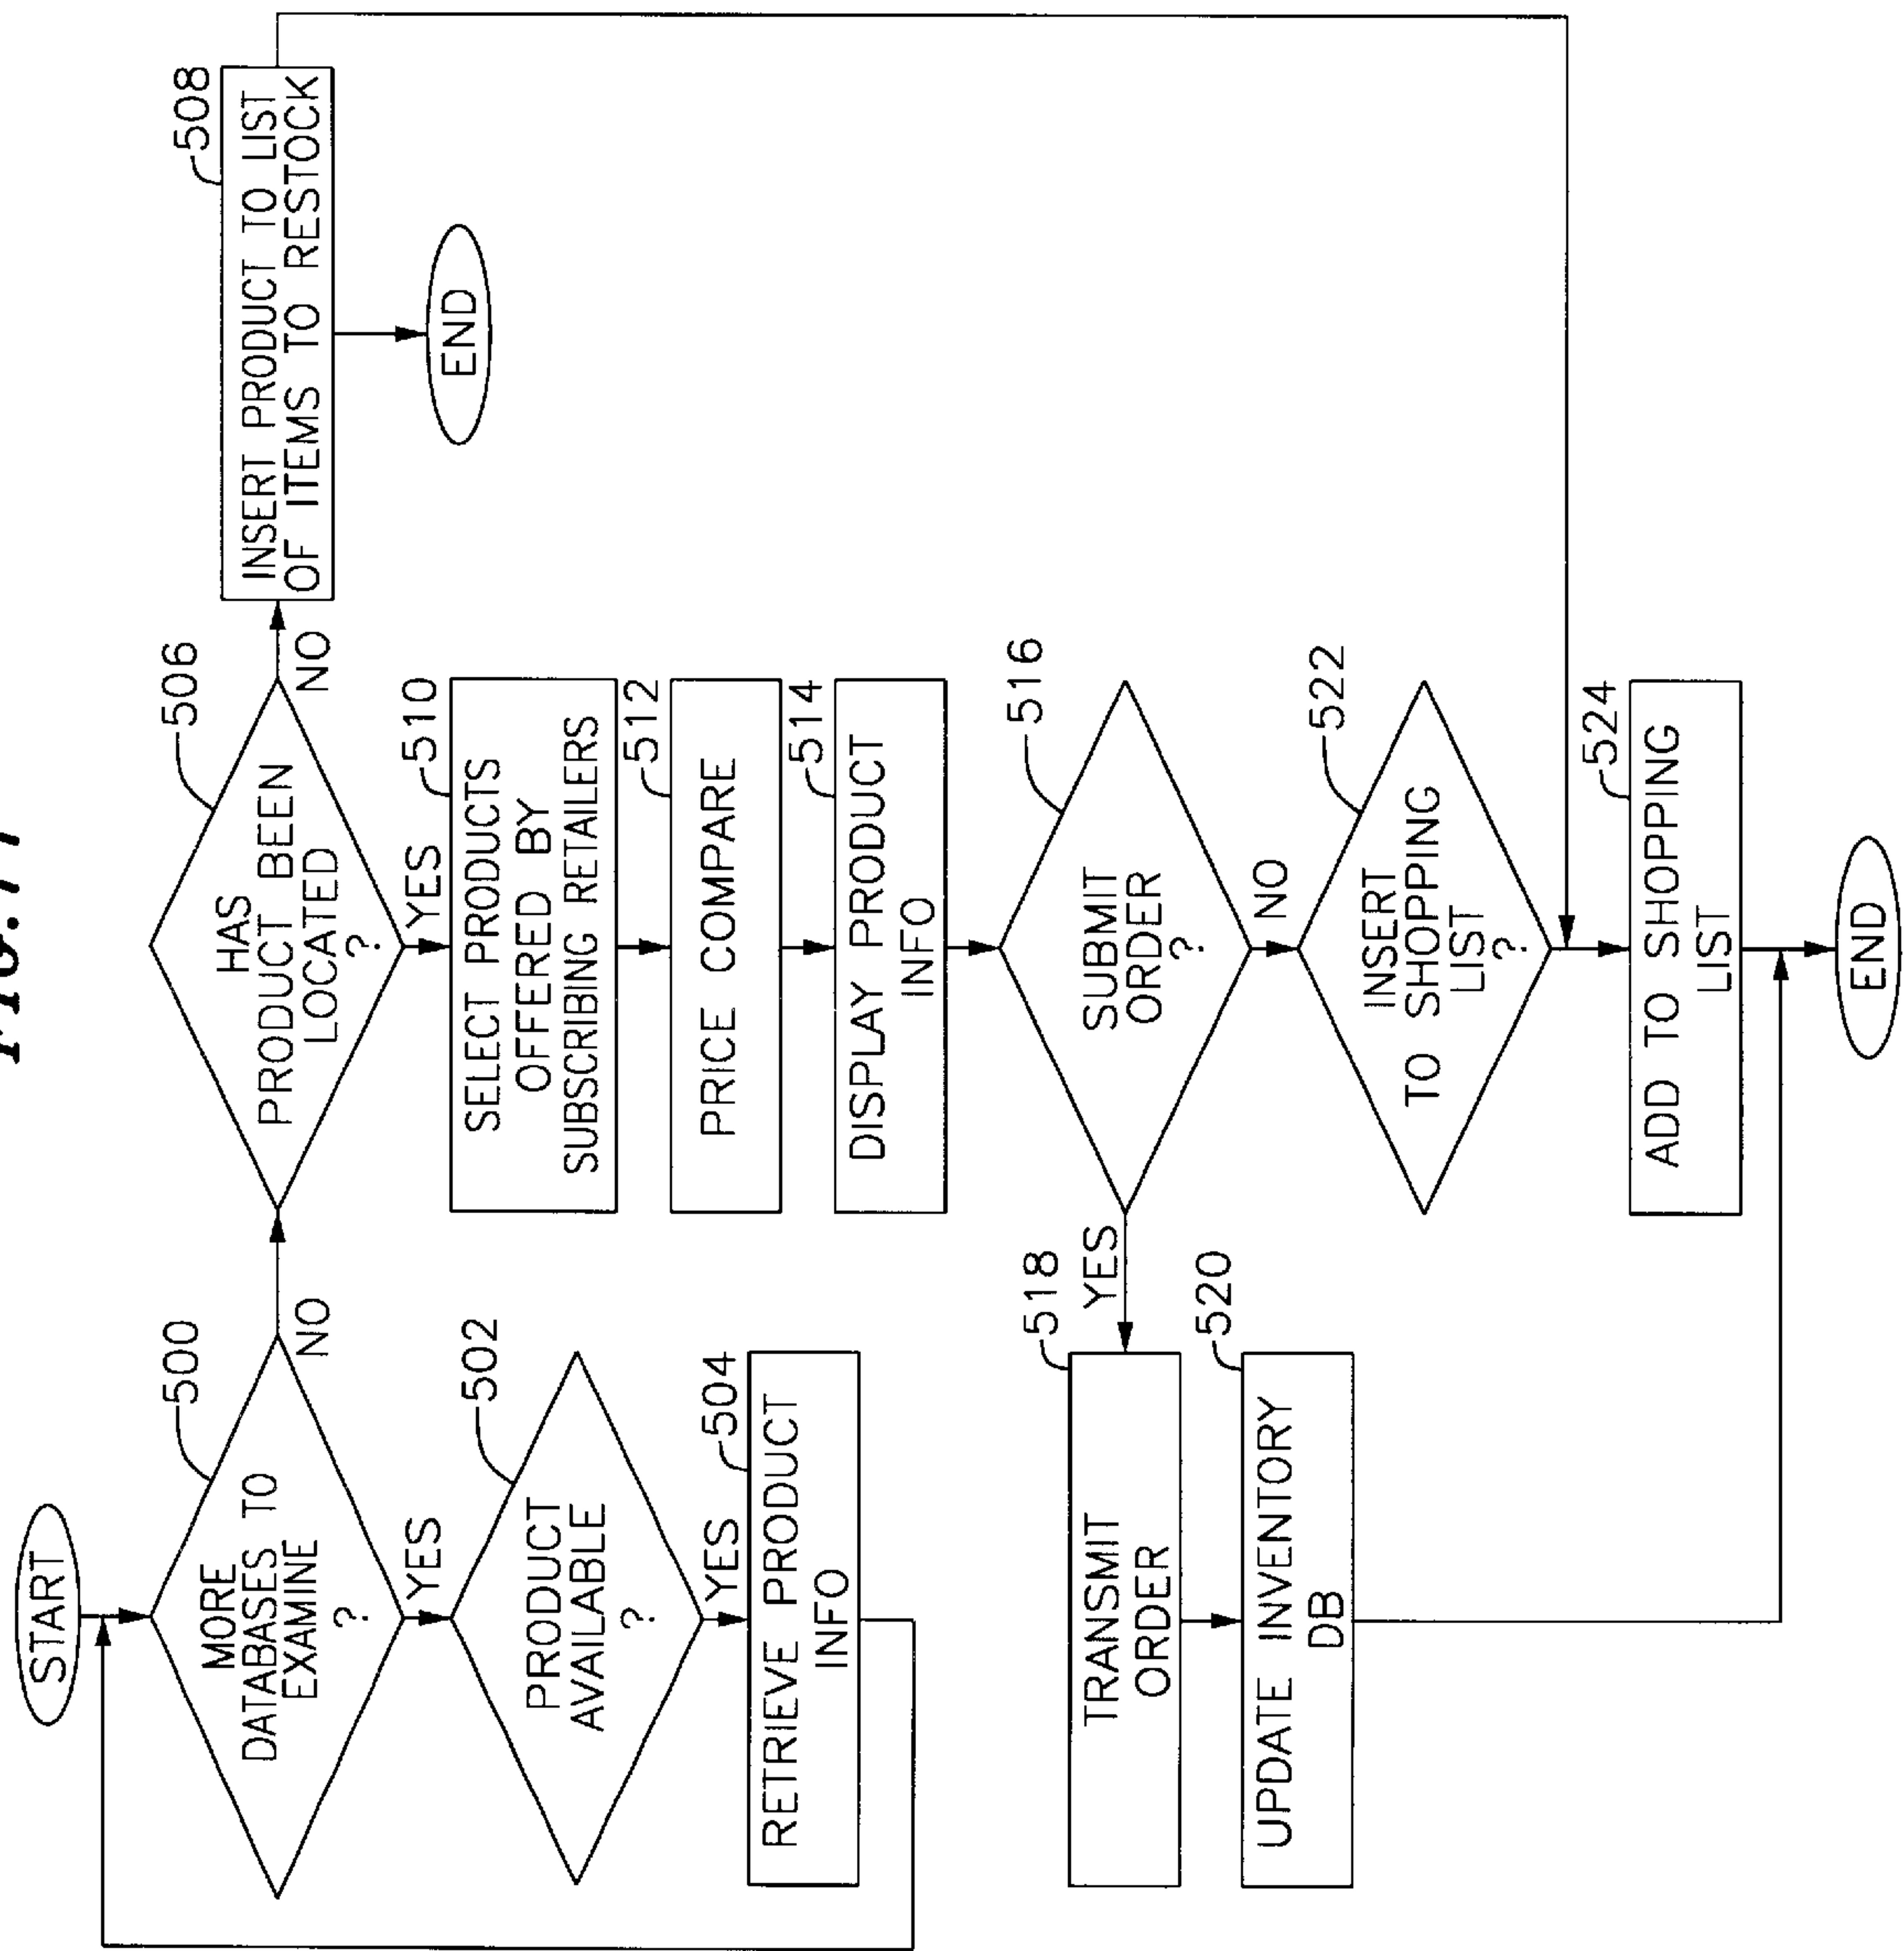 FIG.
START
500
MORE
DATABASES TO
EXAMINE
?
NO
YES
502
PRODUCT
AVAILABLE
?
YES
504
RETRIEVE PRODUCT
INFO
506
HAS
PRODUCT BEEN
LOCATED
?
NO
YES
508
INSERT PRODUCT TO LIST
OF ITEMS TO RESTOCK
END
510
SELECT PRODUCTS
OFFERED BY
SUBSCRIBING RETAILERS
512
PRICE COMPARE
514
DISPLAY PRODUCT
INFO
516
SUBMIT
ORDER
?
YES
NO
518
TRANSMIT
ORDER
520
UPDATE INVENTORY
DB
522
INSERT
TO SHOPPING
LIST
?
524
ADD TO SHOPPING
LIST
END